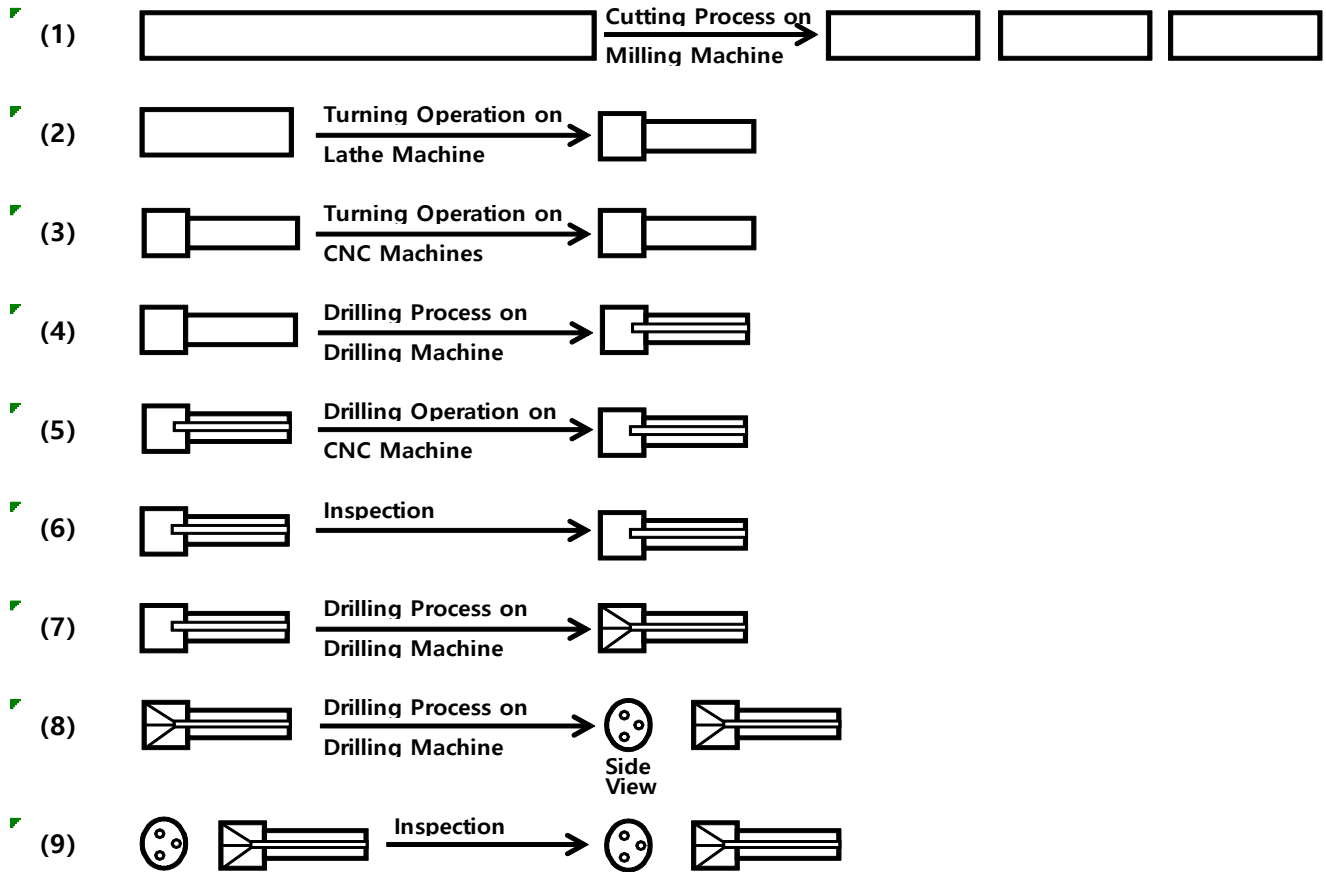 (1)
Cutting Process on
Milling Machine
(2)
Turning Operation on
Lathe Machine
(3)
Turning Operation on
CNC Machines
(4)
Drilling Process on
Drilling Machine
(5)
Drilling Operation on
CNC Machine
(6)
Inspection
(7)
Drilling Process on
Drilling Machine
(8)
Drilling Process on
Drilling Machine
Side
View
(9)
Inspection